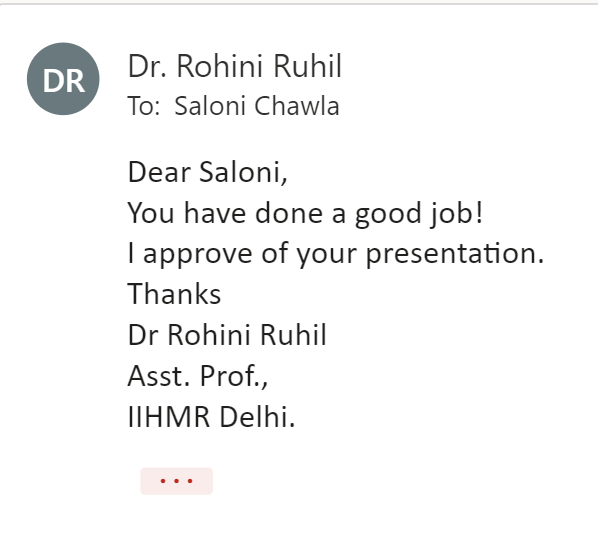 DR
Dr. Rohini Ruhil
To: Saloni Chawla
Dear Saloni,
You have done a good job!
I approve of your presentation.
Thanks
Dr Rohini Ruhil
Asst. Prof.,
IIHMR Delhi.
...